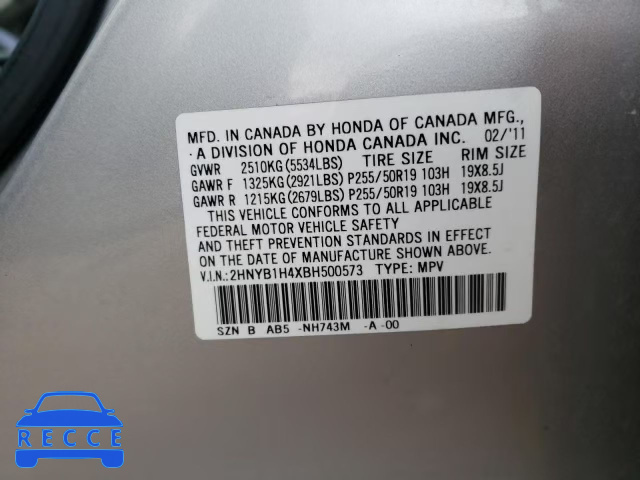 MFD. IN CANADA BY HONDA OF CANADA MFG.,
·A DIVISION OF HONDA CANADA INC. 02/'11
GVWR 2510KG(5534LBS) TIRE SIZE RIM SIZE
GAWR F 1325KG(2921LBS)P255/50R19 103H 19X8.5J
GAWR R 1215KG(2679LBS)P255/50R19 103H 19X8.5J
THIS VEHICLE CONFORMS TO ALL APPLICABLE
FEDERAL MOTOR VEHICLE SAFETY
AND THEFT PREVENTION STANDARDS IN EFFECT
ON THE DATE OF MANUFACTURE SHOWN ABOVE.
V.I.N.:2HNYB1H4XBH500573 TYPE:MPV
SZN B AB5 -NH743M -A -00
RECCE